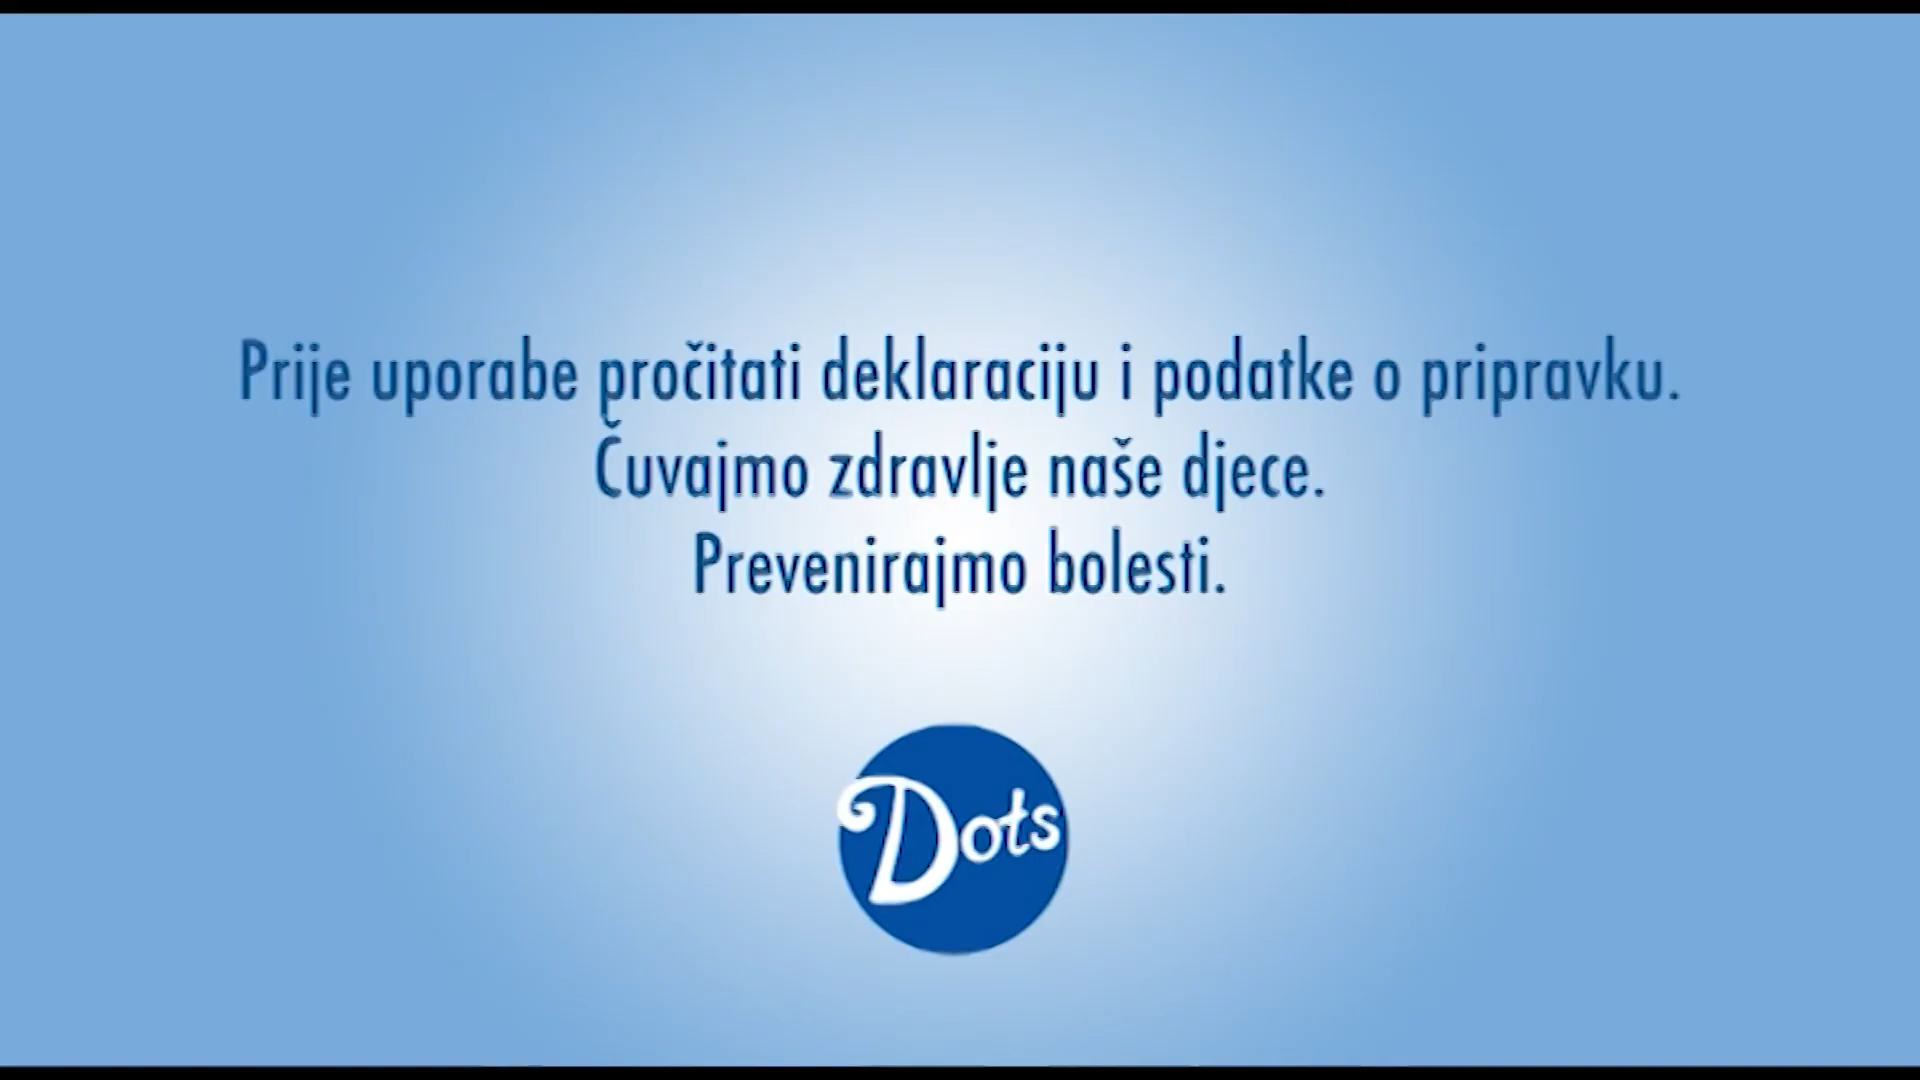 Prije uporabe pročitati deklaraciju i podatke o pripravku.
Čuvajmo zdravlje naše djece.
Prevenirajmo bolesti.
Dots